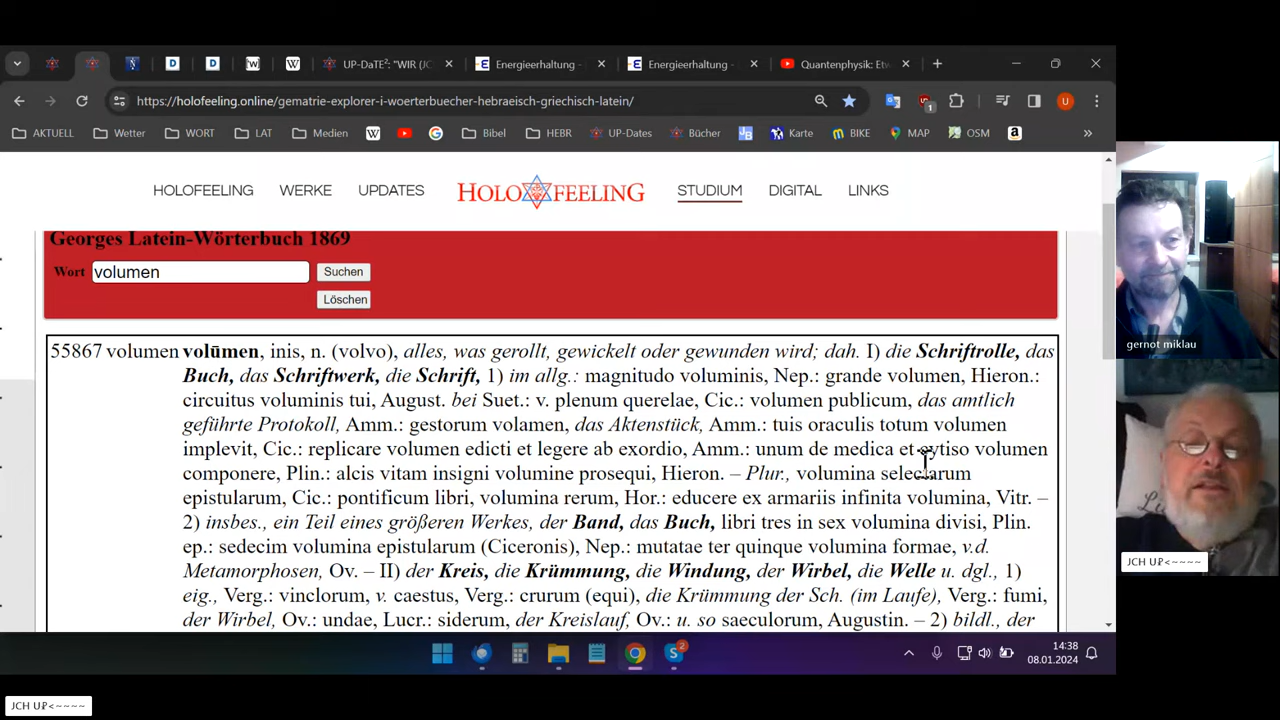 UP-DaTE²: "WIR (JC
Energieerhaltung -
Energieerhaltung -
Quantenphysik: Etw
https://holofeeling.online/gematrie-explorer-i-woerterbuecher-hebraeisch-griechisch-latein/
AKTUELL Wetter WORT LAT Medien Bibel HEBR UP-Dates Bücher Karte BIKE MAP OSM
HOLOFEELING WERKE UPDATES HOLO FEELING STUDIUM DIGITAL LINKS
Georges Latein-Wörterbuch 1869
Wort volumen Suchen
Löschen
55867 volumen volūmen, inis, n. (volvo), alles, was gerollt, gewickelt oder gewunden wird; dah. I) die Schriftrolle, das
Buch, das Schriftwerk, die Schrift, 1) im allg.: magnitudo voluminis, Nep.: grande volumen, Hieron.:
circuitus voluminis tui, August. bei Suet.: v. plenum querelae, Cic.: volumen publicum, das amtlich
geführte Protokoll, Amm.: gestorum volamen, das Aktenstück, Amm.: tuis oraculis totum volumen
implevit, Cic.: replicare volumen edicti et legere ab exordio, Amm.: unum de medica et cytiso volumen
componere, Plin.: alcis vitam insigni volumine prosequi, Hieron. – Plur., volumina selectarum
epistularum, Cic.: pontificum libri, volumina rerum, Hor.: educere ex armariis infinita volumina, Vitr. –
2) insbes., ein Teil eines größeren Werkes, der Band, das Buch, libri tres in sex volumina divisi, Plin.
ep.: sedecim volumina epistularum (Ciceronis), Nep.: mutatae ter quinque volumina formae, v.d.
Metamorphosen, Ov. – II) der Kreis, die Krümmung, die Windung, der Wirbel, die Welle u. dgl., 1)
eig., Verg.: vinclorum, v. caestus, Verg.: crurum (equi), die Krümmung der Sch. (im Laufe), Verg.: fumi,
der Wirbel, Ov.: undae, Lucr.: siderum, der Kreislauf, Ov.: u. so saeculorum, Augustin. – 2) bildl., der
14:38
08.01.2024
gernot miklau
JCH UP<~~~~
JCH UP<~~~~